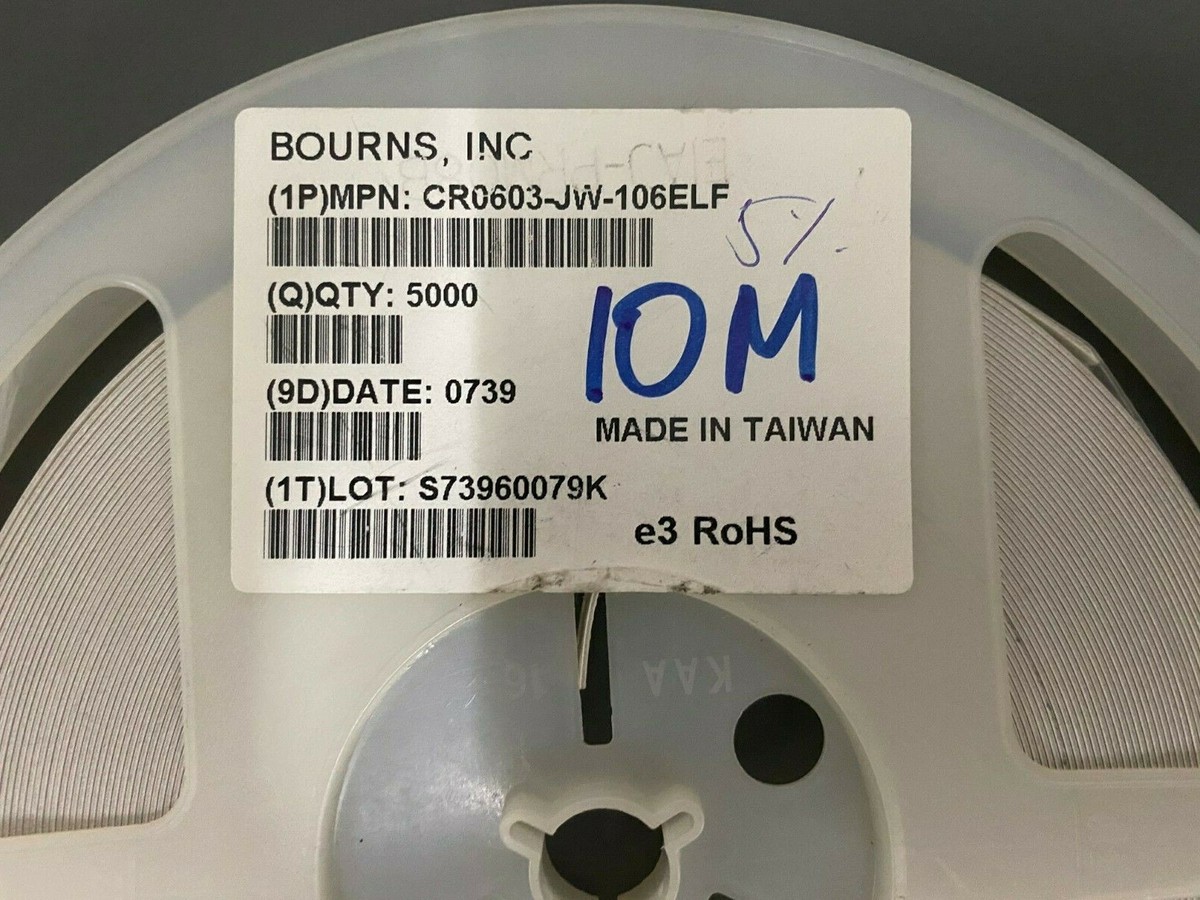 BOURNS, INC
(1P)MPN: CR0603-JW-106ELF
5%.
(Q)QTY: 5000
10M
(9D)DATE: 0739
MADE IN TAIWAN
(1T)LOT: S73960079K
e3 RoHS
KAA